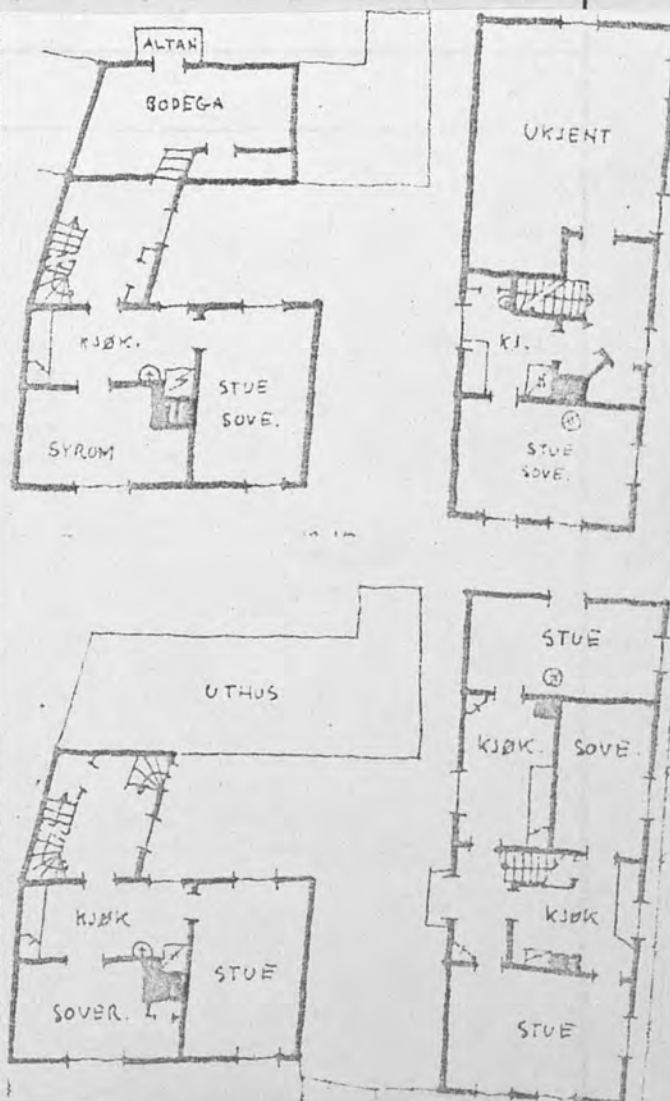 ALTAN
BODEGA
KJØK.
STUE
SOVE.
SYROM
UKJENT
KJ.
STUE
SOVE.
UTHUS
KJØK
SOVER.
STUE
STUE
KJØK.
SOVE.
KJØK
STUE